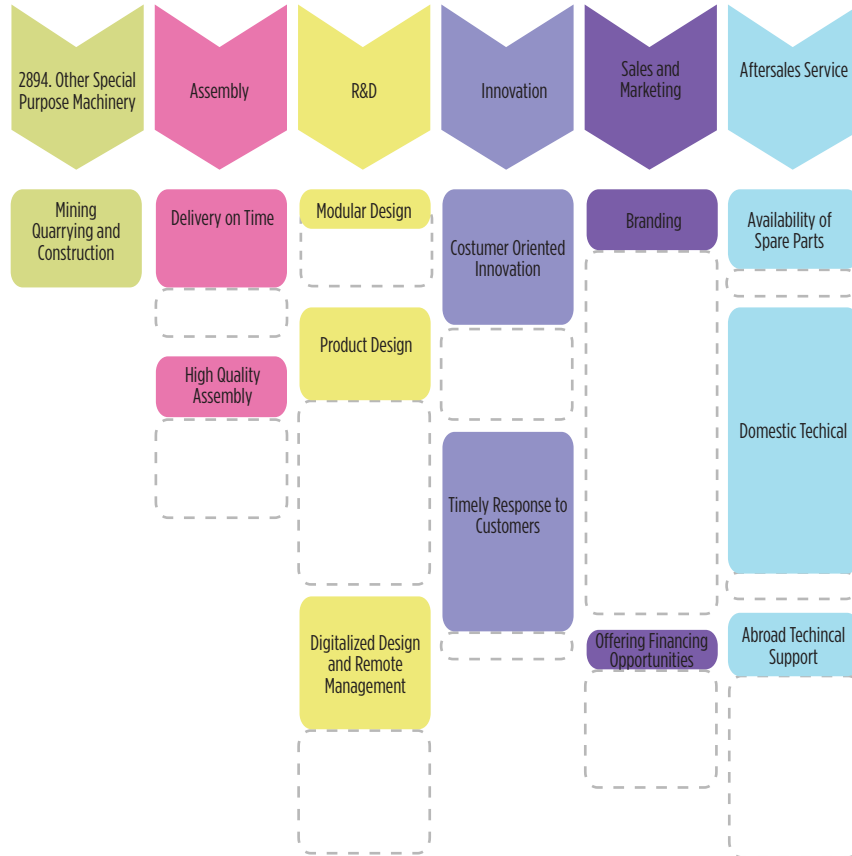 2894. Other Special
Purpose Machinery
Assembly
R&D
Innovation
Sales and
Marketing
Aftersales Service
Mining
Quarrying and
Construction
Delivery on Time
High Quality
Assembly
Modular Design
Product Design
Digitalized Design
and Remote
Management
Costumer Oriented
Innovation
Timely Response to
Customers
Branding
Offering Financing
Opportunities
Availability of
Spare Parts
Domestic Techical
Abroad Techincal
Support